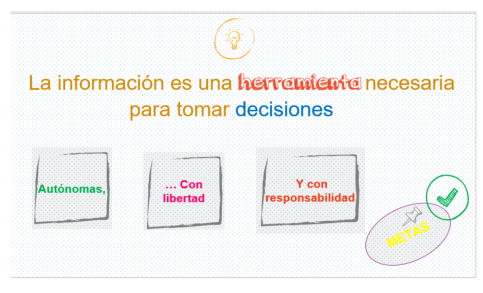 La información es una herramienta necesaria
para tomar decisiones
Autónomas,
... Con
libertad
Y con
responsabilidad
METAS